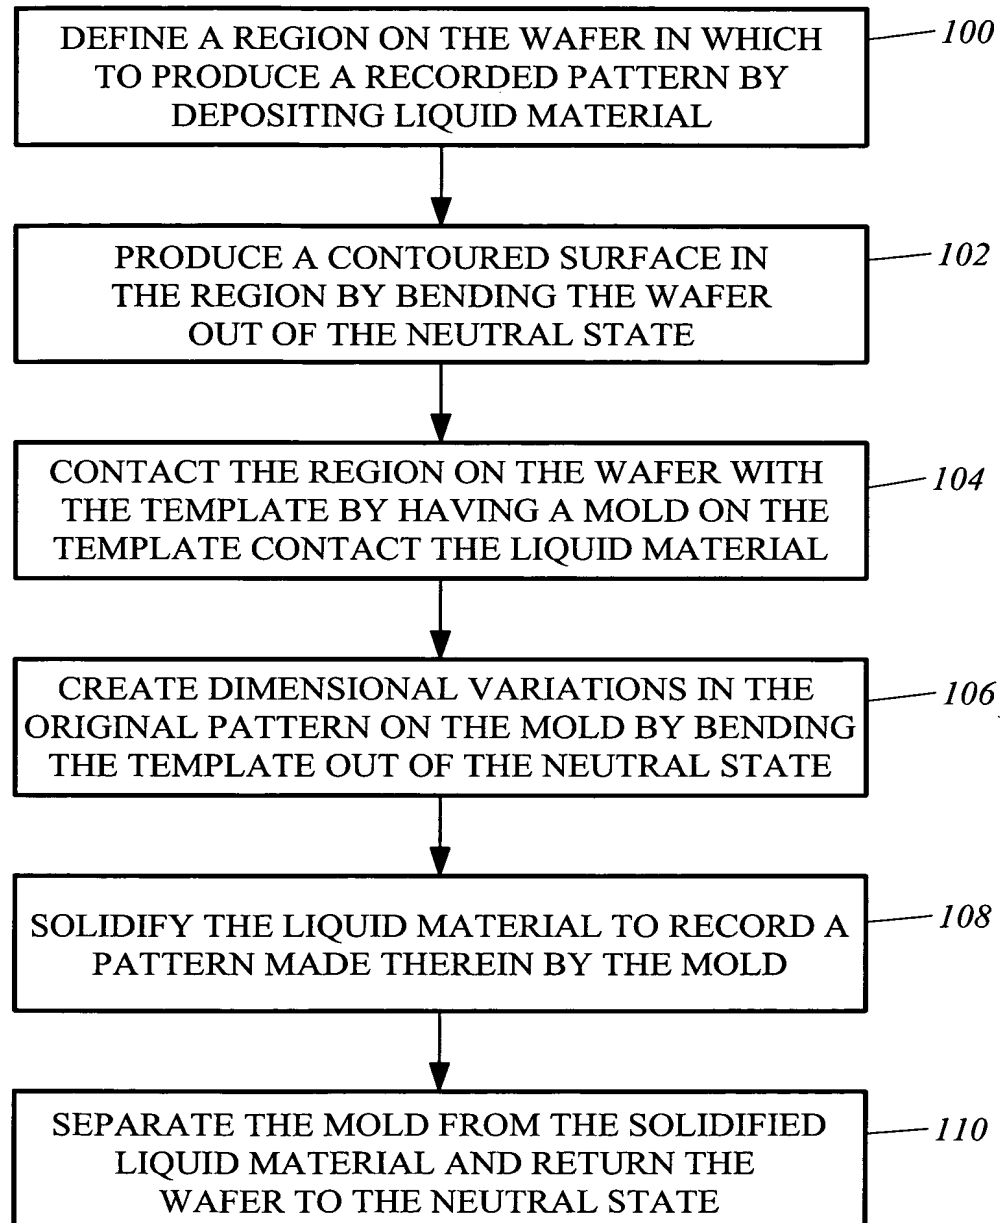 DEFINE A REGION ON THE WAFER IN WHICH
TO PRODUCE A RECORDED PATTERN BY
DEPOSITING LIQUID MATERIAL
100
PRODUCE A CONTOURED SURFACE IN
THE REGION BY BENDING THE WAFER
OUT OF THE NEUTRAL STATE
102
CONTACT THE REGION ON THE WAFER WITH
THE TEMPLATE BY HAVING A MOLD ON THE
TEMPLATE CONTACT THE LIQUID MATERIAL
104
CREATE DIMENSIONAL VARIATIONS IN THE
ORIGINAL PATTERN ON THE MOLD BY BENDING
THE TEMPLATE OUT OF THE NEUTRAL STATE
106
SOLIDIFY THE LIQUID MATERIAL TO RECORD A
PATTERN MADE THEREIN BY THE MOLD
108
SEPARATE THE MOLD FROM THE SOLIDIFIED
LIQUID MATERIAL AND RETURN THE
WAFER TO THE NEUTRAL STATE
110